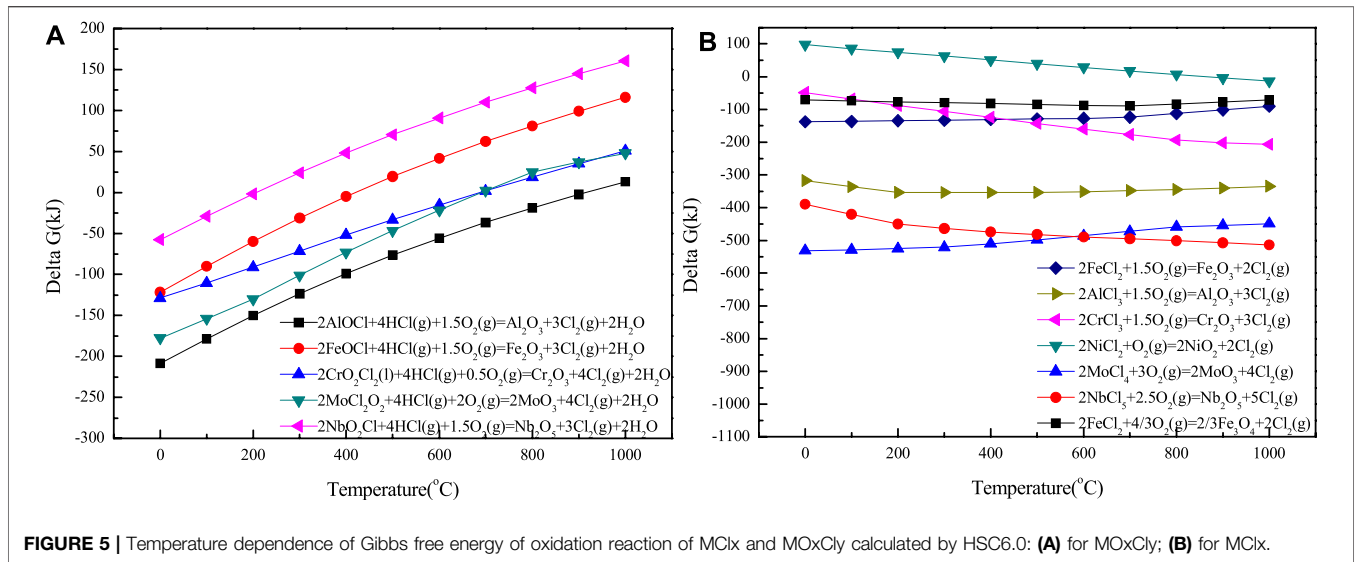 A
200
150
100
50
0
-50
-100
-150
-200
-250
-300
Delta G(kJ)
2AlOCl+4HCl(g)+1.5O₂(g)=Al₂O₃+3Cl₂(g)+2H₂O
2FeOCl+4HCl(g)+1.5O₂(g)=Fe₂O₃+3Cl₂(g)+2H₂O
2CrO₂Cl₂(l)+4HCl(g)+0.5O₂(g)=Cr₂O₃+4Cl₂(g)+2H₂O
2MoCl₂O₂+4HCl(g)+2O₂(g)=2MoO₃+4Cl₂(g)+2H₂O
2NbO₂Cl+4HCl(g)+1.5O₂(g)=Nb₂O₅+3Cl₂(g)+2H₂O
0 200 400 600 800 1000
Temperature(°C)
B
100
0
-100
-200
-300
-400
-500
-600
-700
-800
-900
-1000
-1100
Delta G(kJ)
2FeCl₂+1.5O₂(g)=Fe₂O₃+2Cl₂(g)
2AlCl₃+1.5O₂(g)=Al₂O₃+3Cl₂(g)
2CrCl₃+1.5O₂(g)=Cr₂O₃+3Cl₂(g)
2NiCl₂+O₂(g)=2NiO₂+2Cl₂(g)
2MoCl₄+3O₂(g)=2MoO₃+4Cl₂(g)
2NbCl₅+2.5O₂(g)=Nb₂O₅+5Cl₂(g)
2FeCl₂+4/3O₂(g)=2/3Fe₃O₄+2Cl₂(g)
0 200 400 600 800 1000
Temperature(°C)
FIGURE 5 | Temperature dependence of Gibbs free energy of oxidation reaction of MClx and MOxCly calculated by HSC6.0: (A) for MOxCly; (B) for MClx.